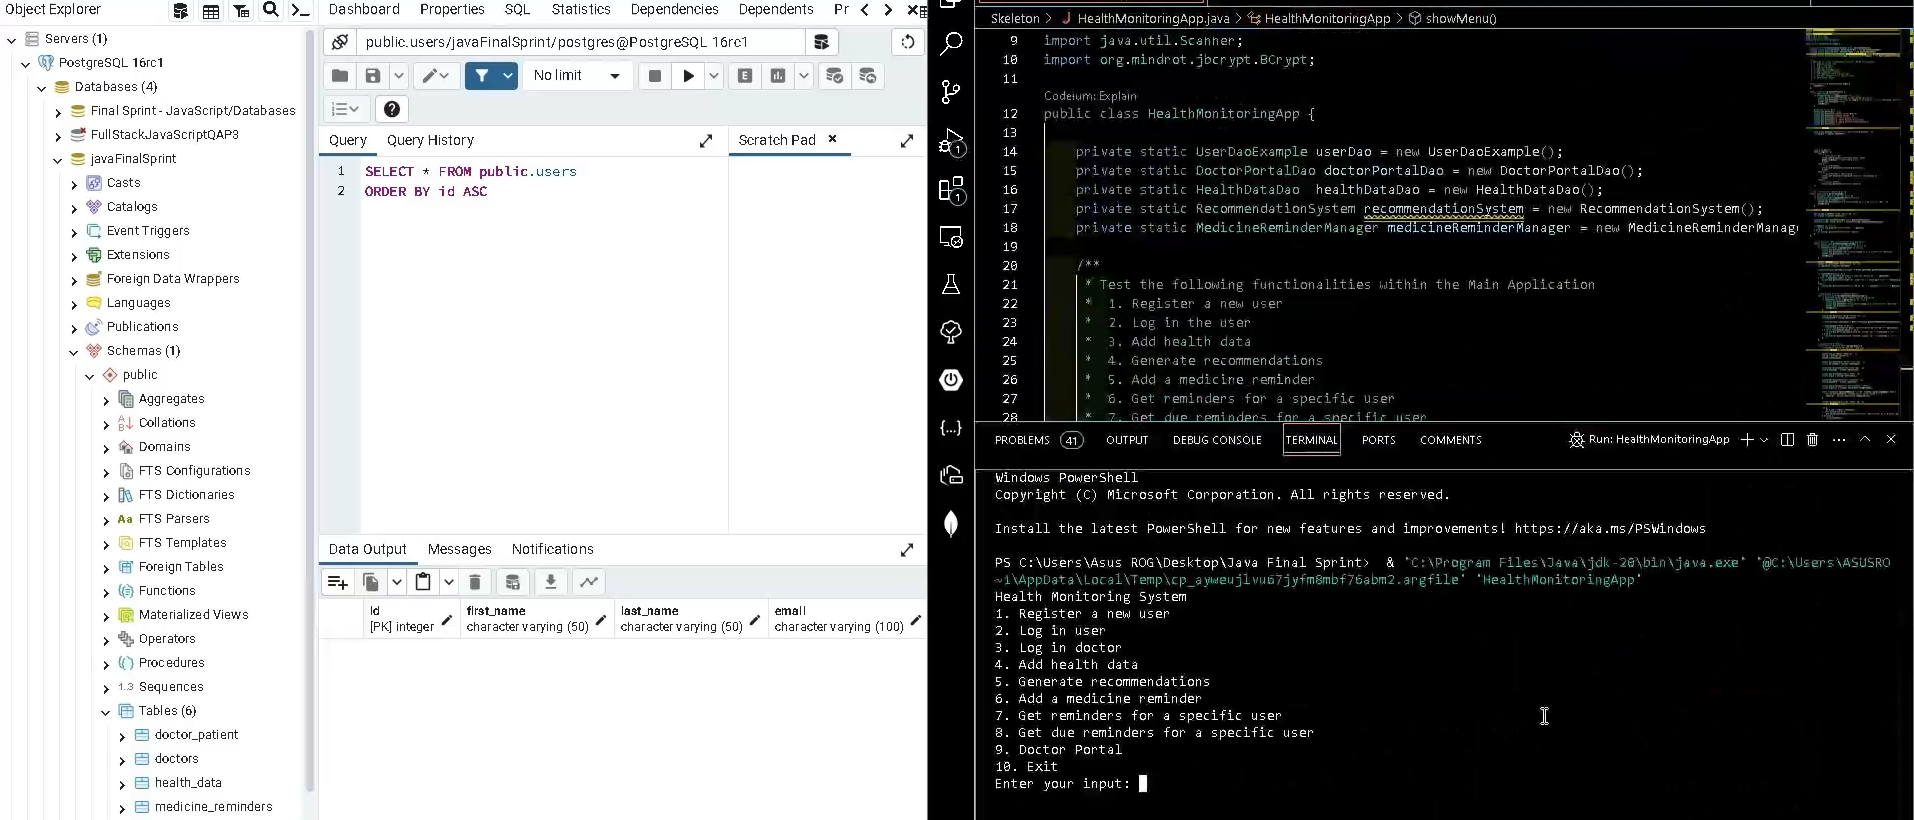 Object Explorer
Servers (1)
PostgreSQL 16rc1
Databases (4)
Final Sprint - JavaScript/Databases
FullStackJavaScriptQAP3
javaFinalSprint
Casts
Catalogs
Event Triggers
Extensions
Foreign Data Wrappers
Languages
Publications
Schemas (1)
public
Aggregates
Collations
Domains
FTS Configurations
FTS Dictionaries
Aa FTS Parsers
FTS Templates
Foreign Tables
Functions
Materialized Views
Operators
Procedures
1.3 Sequences
Tables (6)
doctor_patient
doctors
health_data
medicine_reminders
Dashboard Properties SQL Statistics Dependencies Dependents Pr
public.users/javaFinalSprint/postgres@PostgreSQL 16rc1
No limit
Query Query History Scratch Pad
1 SELECT * FROM public.users
2 ORDER BY id ASC
Data Output Messages Notifications
id first_name last_name email
[PK] integer character varying (50) character varying (50) character varying (100)
Skeleton > HealthMonitoringApp.java > HealthMonitoringApp > showMenu()
9 import java.util.Scanner;
10 import org.mindrot.jbcrypt.BCrypt;
11
Codeium: Explain
12 public class HealthMonitoringApp {
13
14 private static UserDaoExample userDao = new UserDaoExample();
15 private static DoctorPortalDao doctorPortalDao = new DoctorPortalDao();
16 private static HealthDataDao healthDataDao = new HealthDataDao();
17 private static RecommendationSystem recommendationSystem = new RecommendationSystem();
18 private static MedicineReminderManager medicineReminderManager = new MedicineReminderManag
19
20 /**
21 * Test the following functionalities within the Main Application
22 * 1. Register a new user
23 * 2. Log in the user
24 * 3. Add health data
25 * 4. Generate recommendations
26 * 5. Add a medicine reminder
27 * 6. Get reminders for a specific user
28 * 7. Get due reminders for a specific user
PROBLEMS 41 OUTPUT DEBUG CONSOLE TERMINAL PORTS COMMENTS Run: HealthMonitoringApp
Windows PowerShell
Copyright (C) Microsoft Corporation. All rights reserved.
Install the latest PowerShell for new features and improvements! https://aka.ms/PSWindows
PS C:\Users\Asus ROG\Desktop\Java Final Sprint> & 'C:\Program Files\Java\jdk-20\bin\java.exe' '@C:\Users\ASUSRO
~1\AppData\Local\Temp\cp_ayweujlvu67jyfm8mbf76abm2.argfile' 'HealthMonitoringApp'
Health Monitoring System
1. Register a new user
2. Log in user
3. Log in doctor
4. Add health data
5. Generate recommendations
6. Add a medicine reminder
7. Get reminders for a specific user
8. Get due reminders for a specific user
9. Doctor Portal
10. Exit
Enter your input: